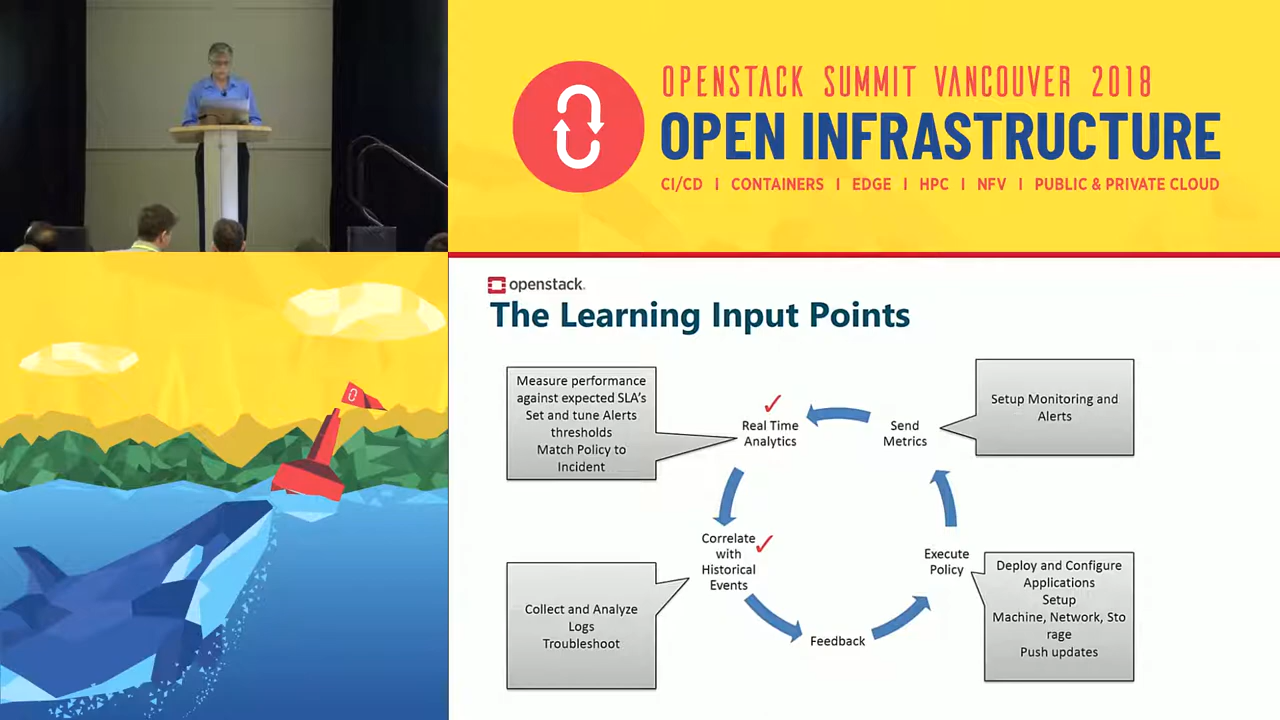 OPENSTACK SUMMIT VANCOUVER 2018
OPEN INFRASTRUCTURE
CI/CD | CONTAINERS | EDGE | HPC | NFV | PUBLIC & PRIVATE CLOUD
openstack.
The Learning Input Points
Measure performance
against expected SLA's
Set and tune Alerts
thresholds
Match Policy to
Incident
Real Time
Analytics
Send
Metrics
Setup Monitoring and
Alerts
Correlate
with
Historical
Events
Execute
Policy
Deploy and Configure
Applications
Setup
Machine, Network, Sto
rage
Push updates
Collect and Analyze
Logs
Troubleshoot
Feedback